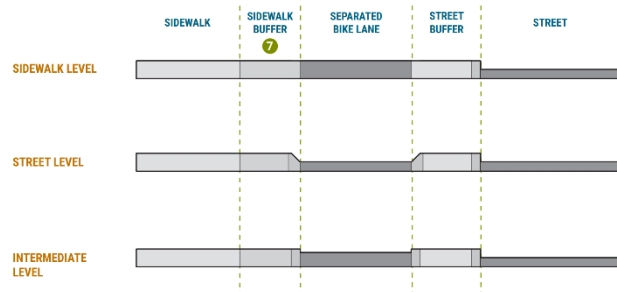 SIDEWALK
SIDEWALK
BUFFER
7
SEPARATED
BIKE LANE
STREET
BUFFER
STREET
SIDEWALK LEVEL
STREET LEVEL
INTERMEDIATE
LEVEL